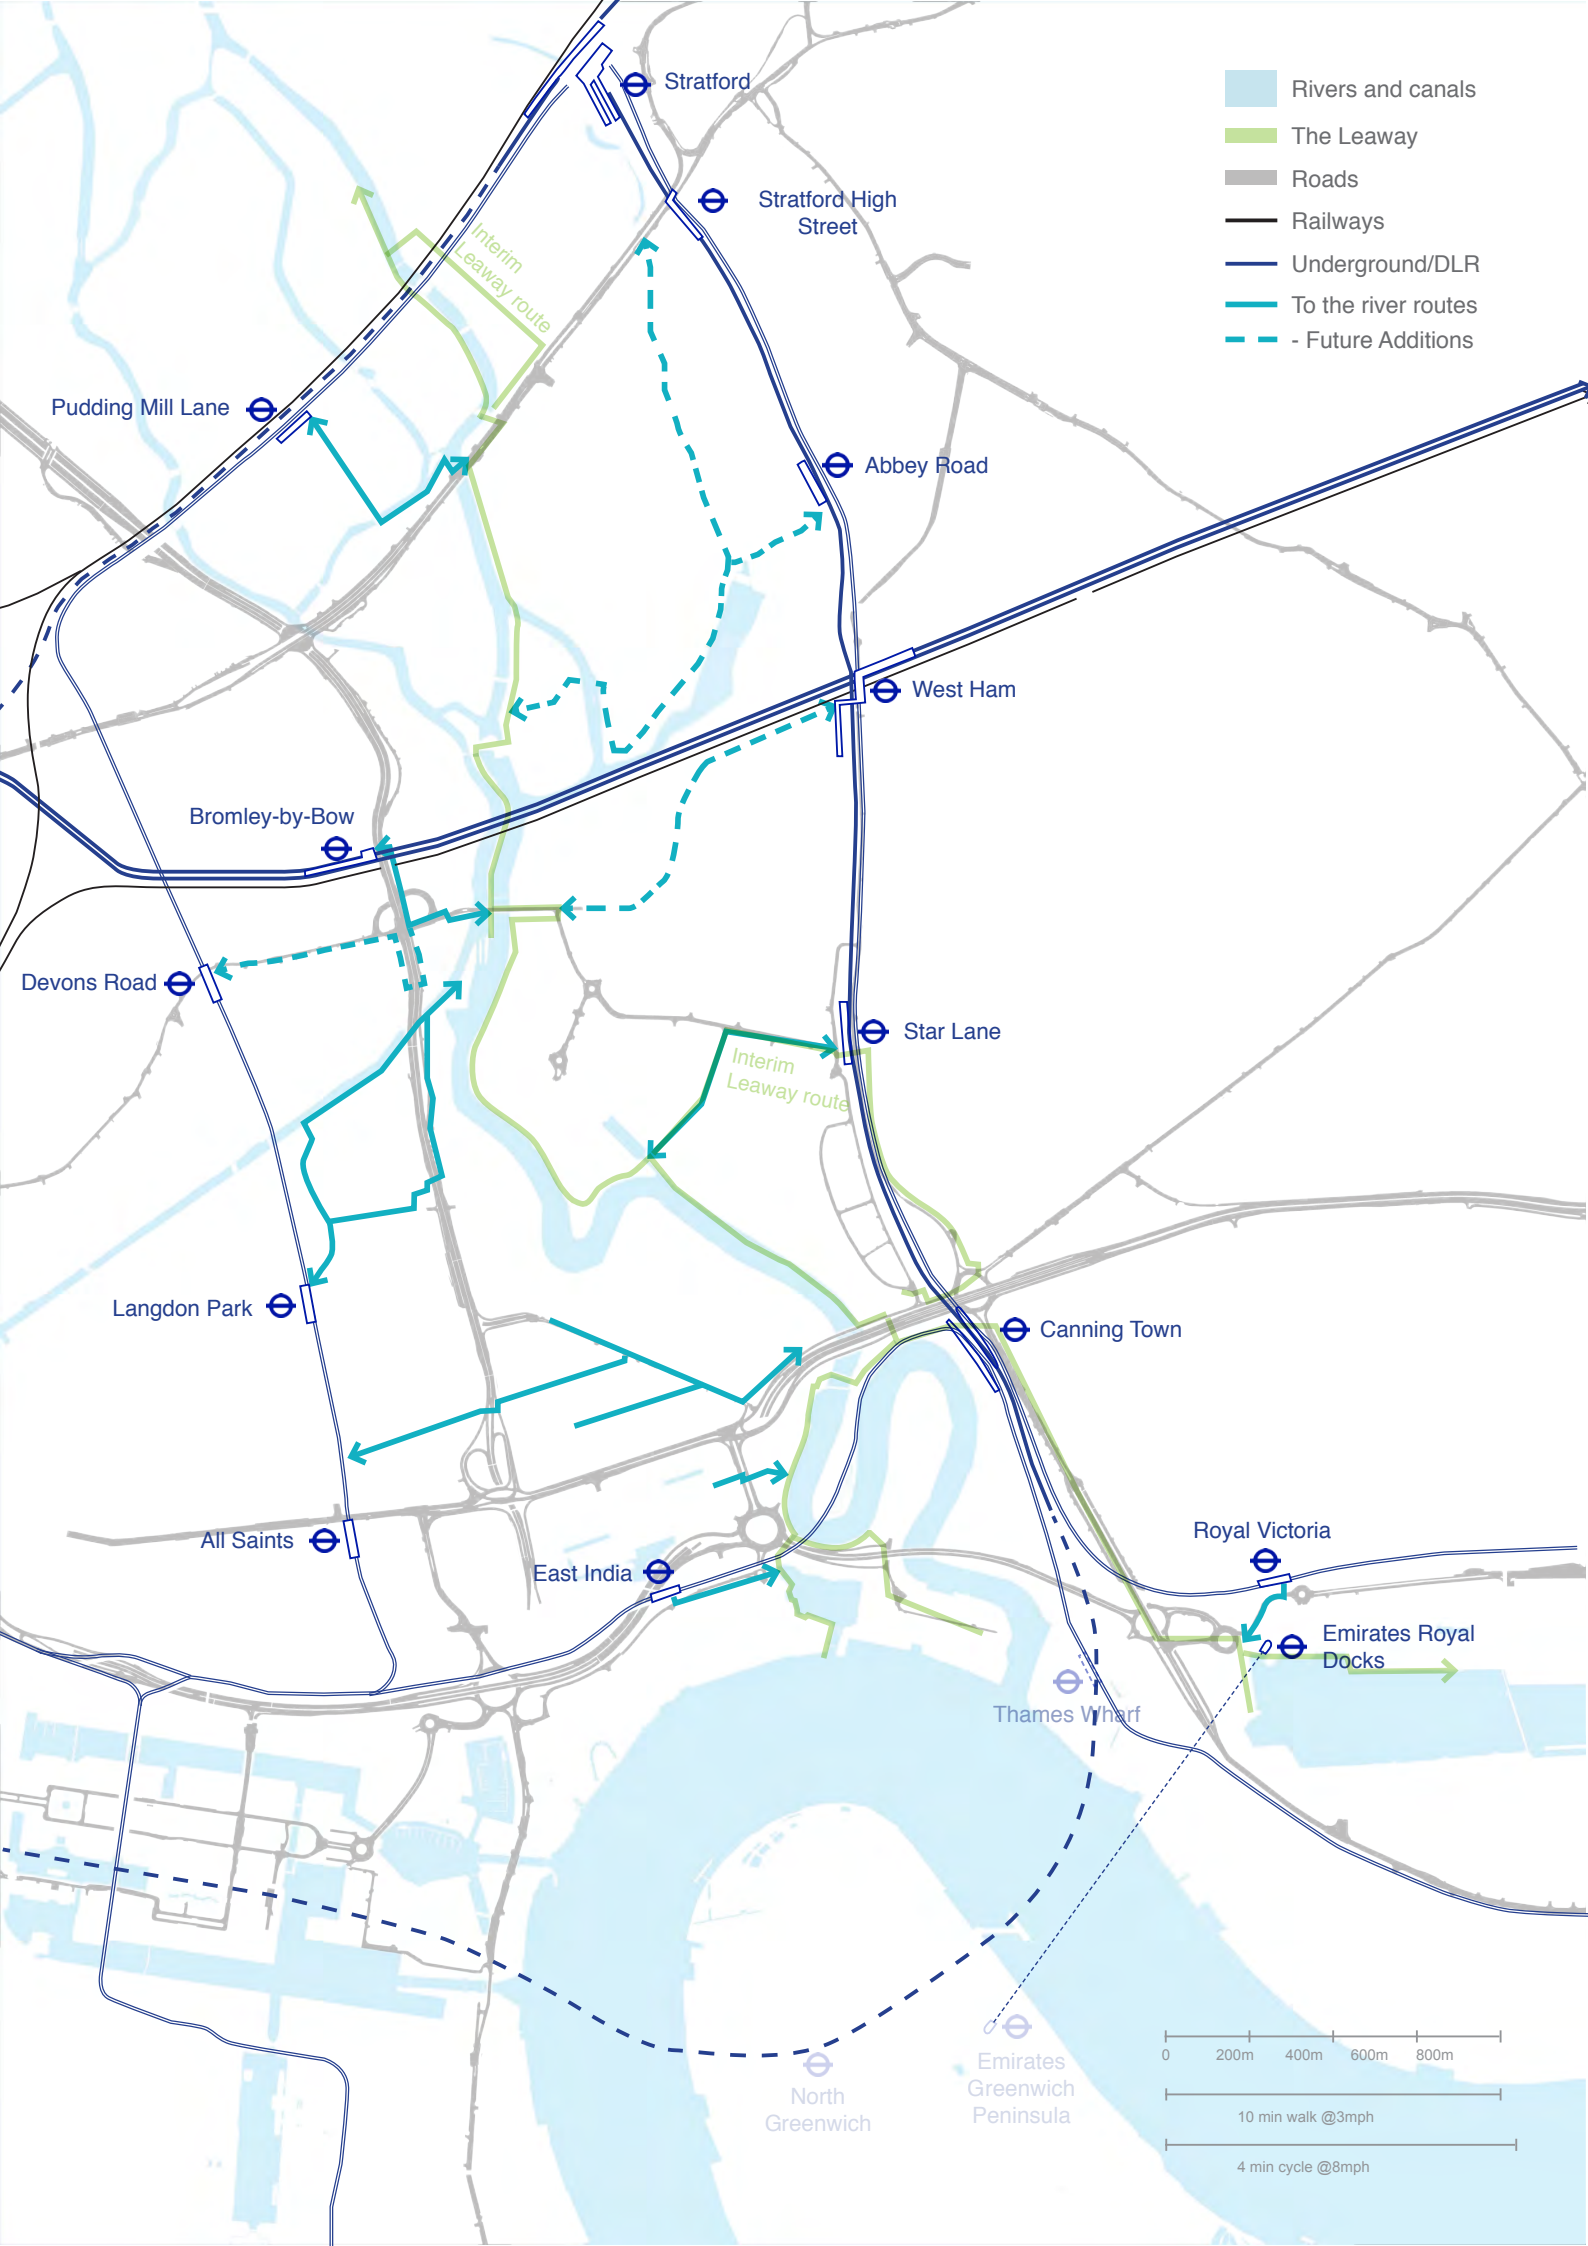 Stratford
Rivers and canals
The Leaway
Roads
Railways
Underground/DLR
To the river routes
- Future Additions
Stratford High
Street
Interim
Leaway route
Pudding Mill Lane
Abbey Road
West Ham
Bromley-by-Bow
Devons Road
Star Lane
Interim
Leaway route
Langdon Park
Canning Town
All Saints
East India
Royal Victoria
Emirates Royal
Docks
Thames Wharf
North
Greenwich
Emirates
Greenwich
Peninsula
0 200m 400m 600m 800m
10 min walk @3mph
4 min cycle @8mph